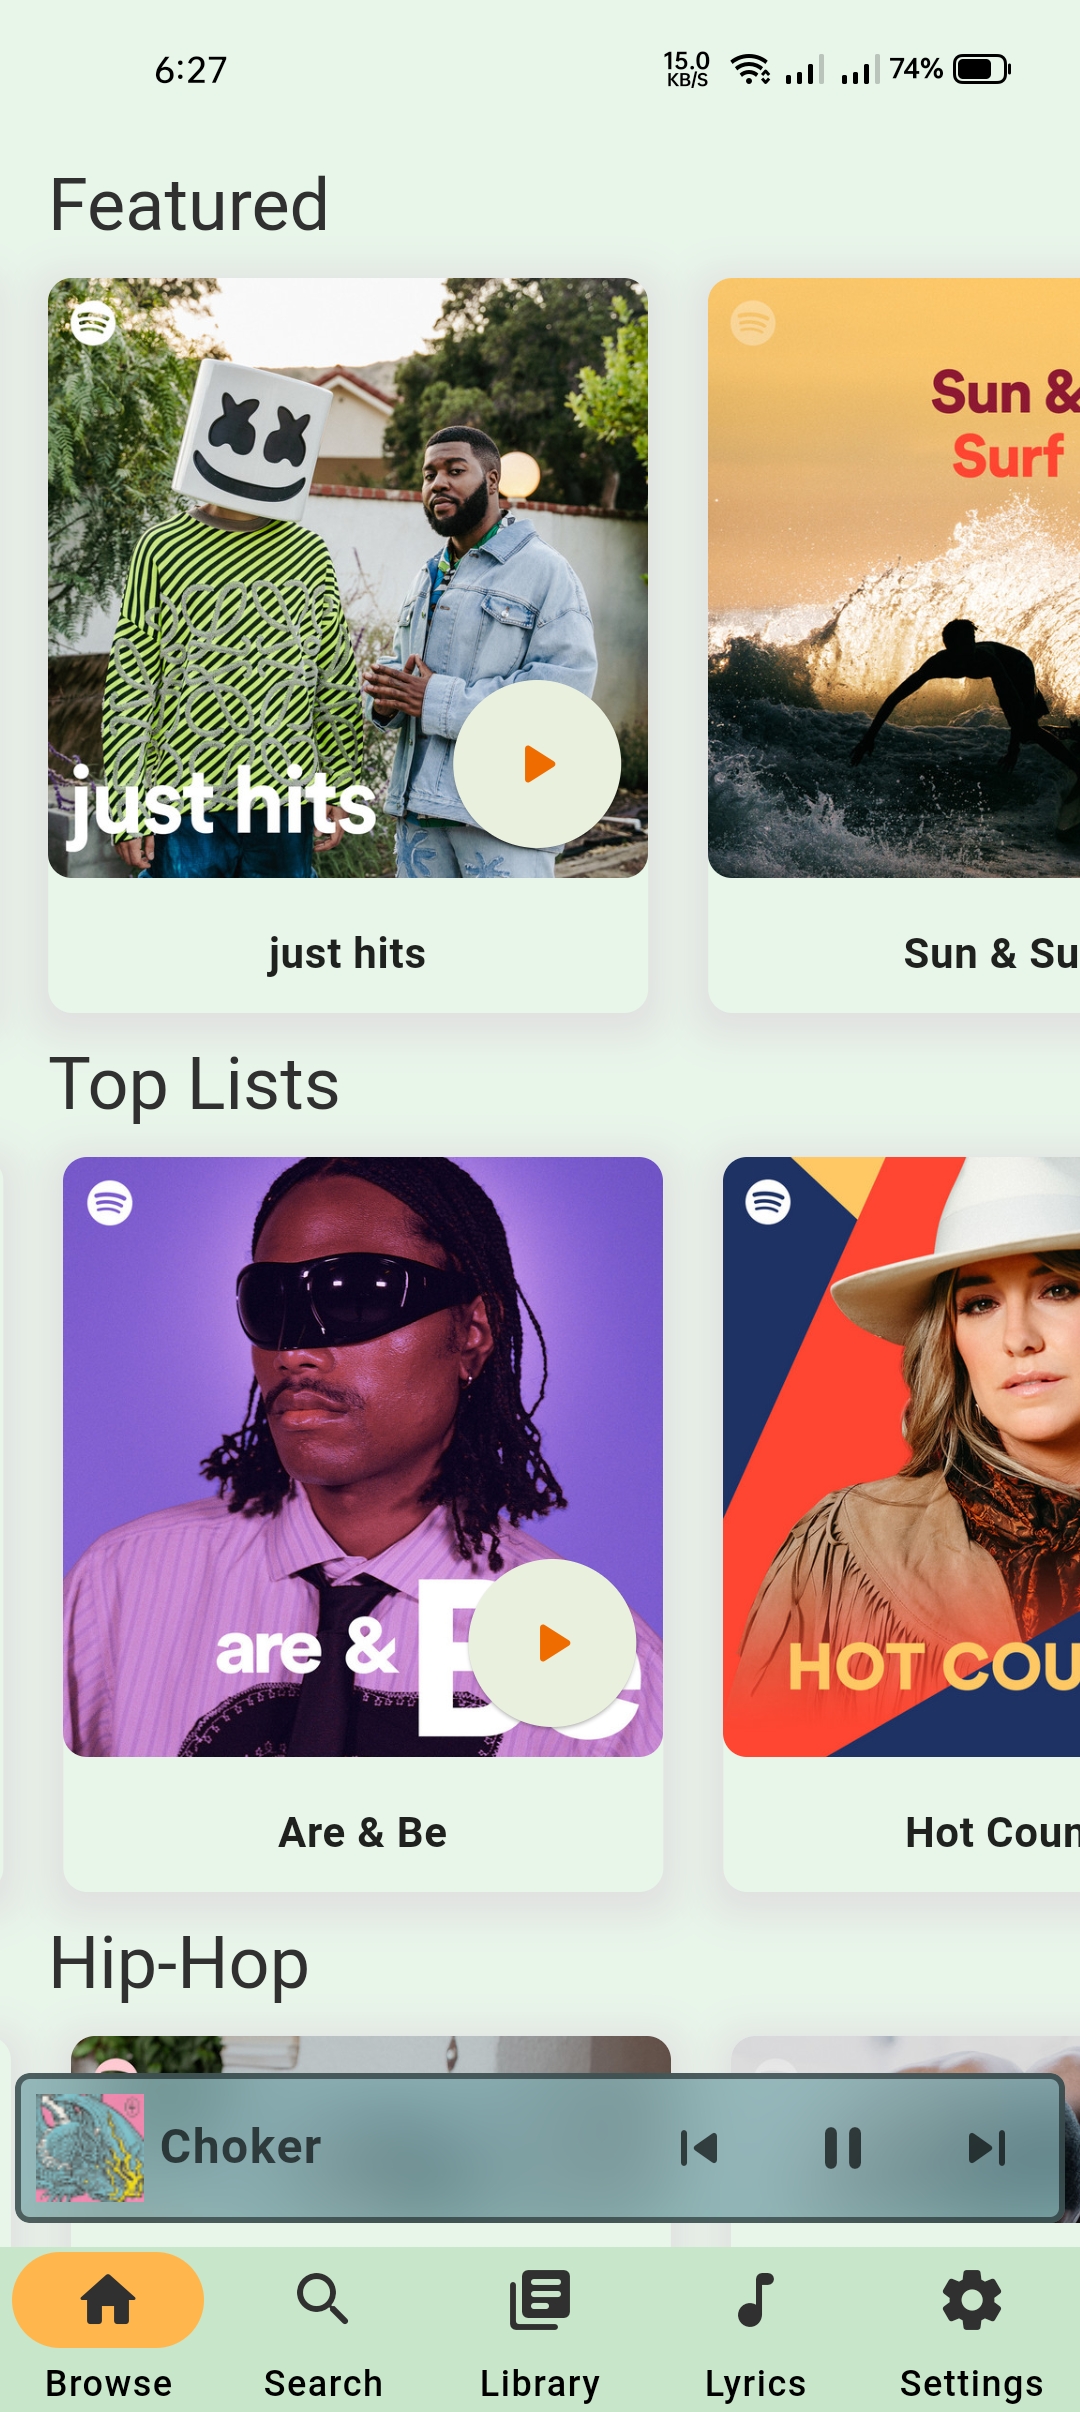 6:27
15.0
KB/S
74%
Featured
Sun &
Surf
just hits
just hits
Sun & Su
Top Lists
are & Be
HOT COU
Are & Be
Hot Coun
Hip-Hop
Choker
Browse
Search
Library
Lyrics
Settings